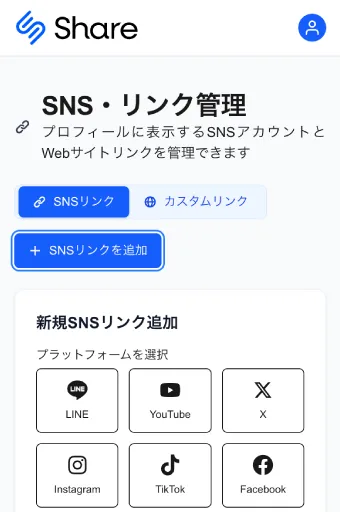 Share
SNS・リンク管理
プロフィールに表示するSNSアカウントと
Webサイトリンクを管理できます
SNSリンク
カスタムリンク
SNSリンクを追加
新規SNSリンク追加
プラットフォームを選択
LINE
LINE YouTube X
Instagram TikTok Facebook